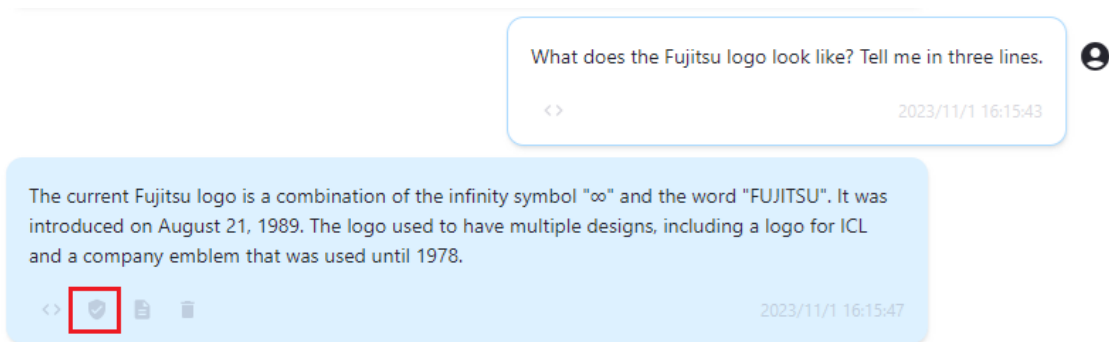 What does the Fujitsu logo look like? Tell me in three lines.
<> 2023/11/1 16:15:43
The current Fujitsu logo is a combination of the infinity symbol "∞" and the word "FUJITSU". It was
introduced on August 21, 1989. The logo used to have multiple designs, including a logo for ICL
and a company emblem that was used until 1978.
<> 2023/11/1 16:15:47